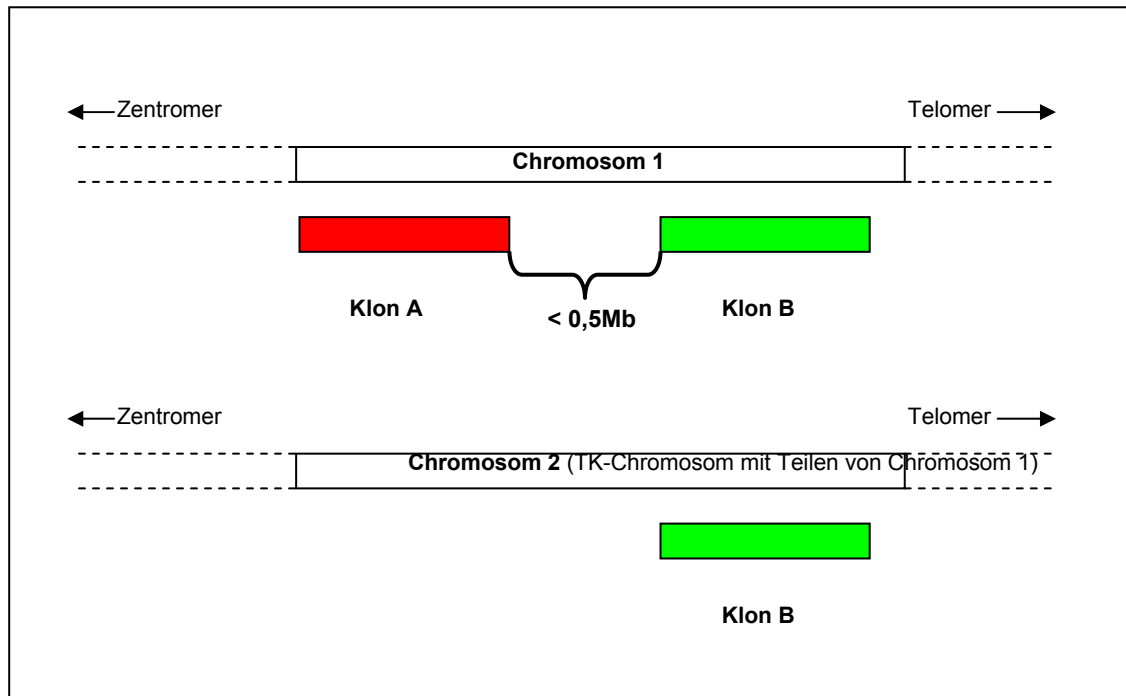 Zentromer Telomer
Chromosom 1
Klon A < 0,5Mb Klon B
Zentromer Telomer
Chromosom 2 (TK-Chromosom mit Teilen von Chromosom 1)
Klon B